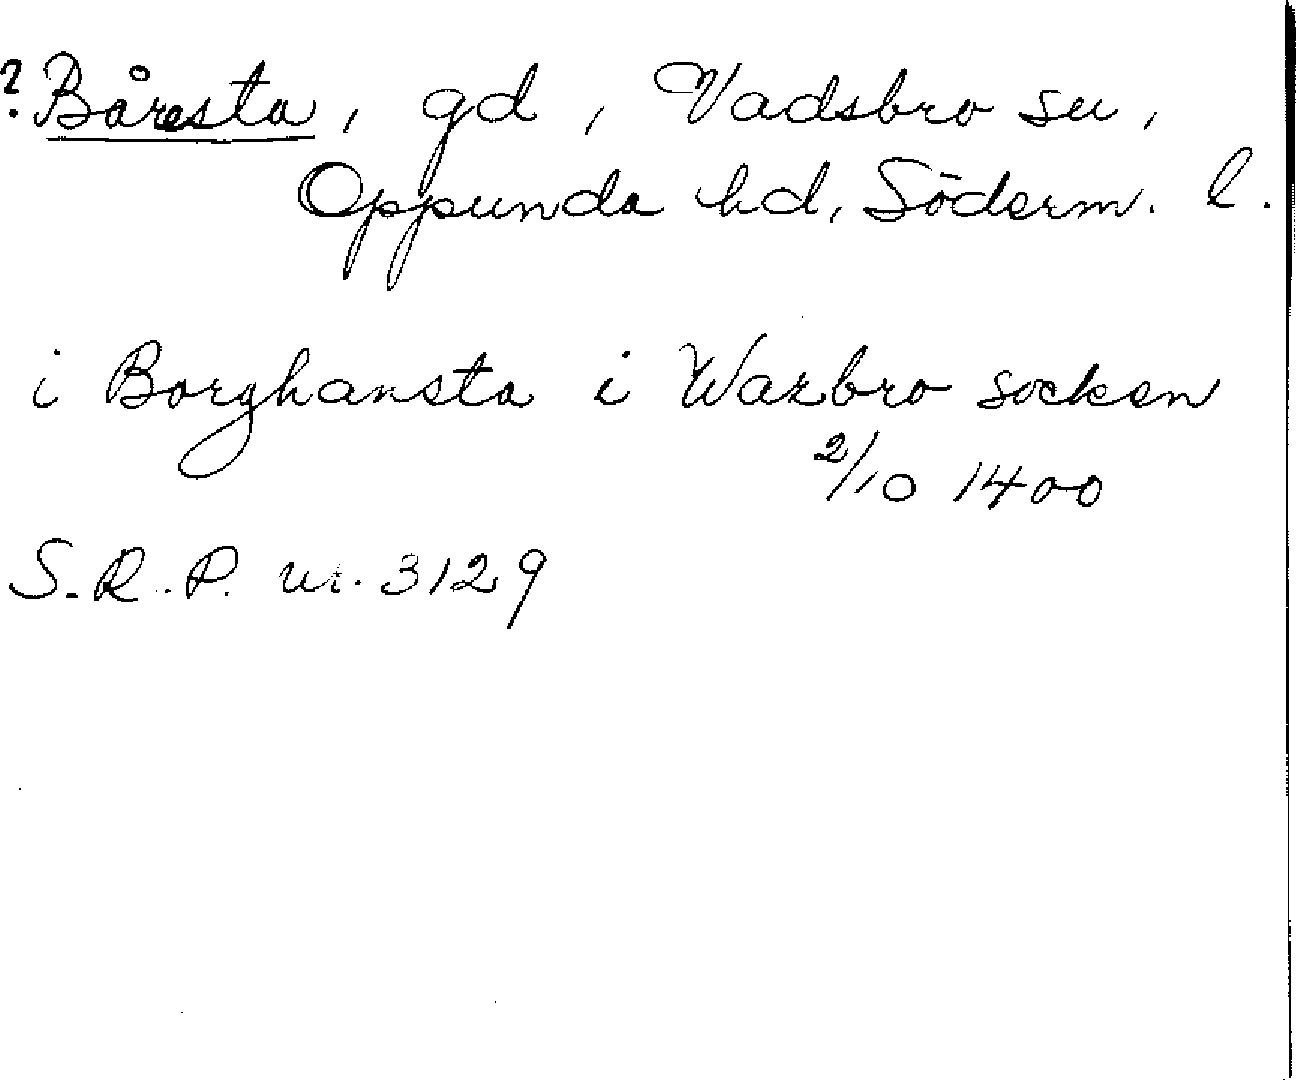 ? Båresta, gd, Vadsbro sn,
Oppunda hd, Söderm. l.
i Borghansta i Wazbro socken
2/10 1400
S.R.P. nr. 3129